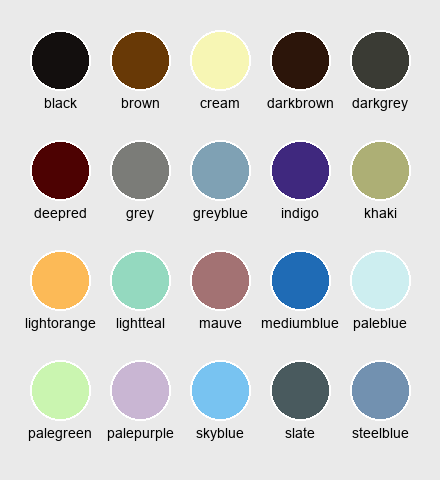 black brown cream darkbrown darkgrey
deepred grey greyblue indigo khaki
lightorange lightteal mauve mediumblue paleblue
palegreen palepurple skyblue slate steelblue